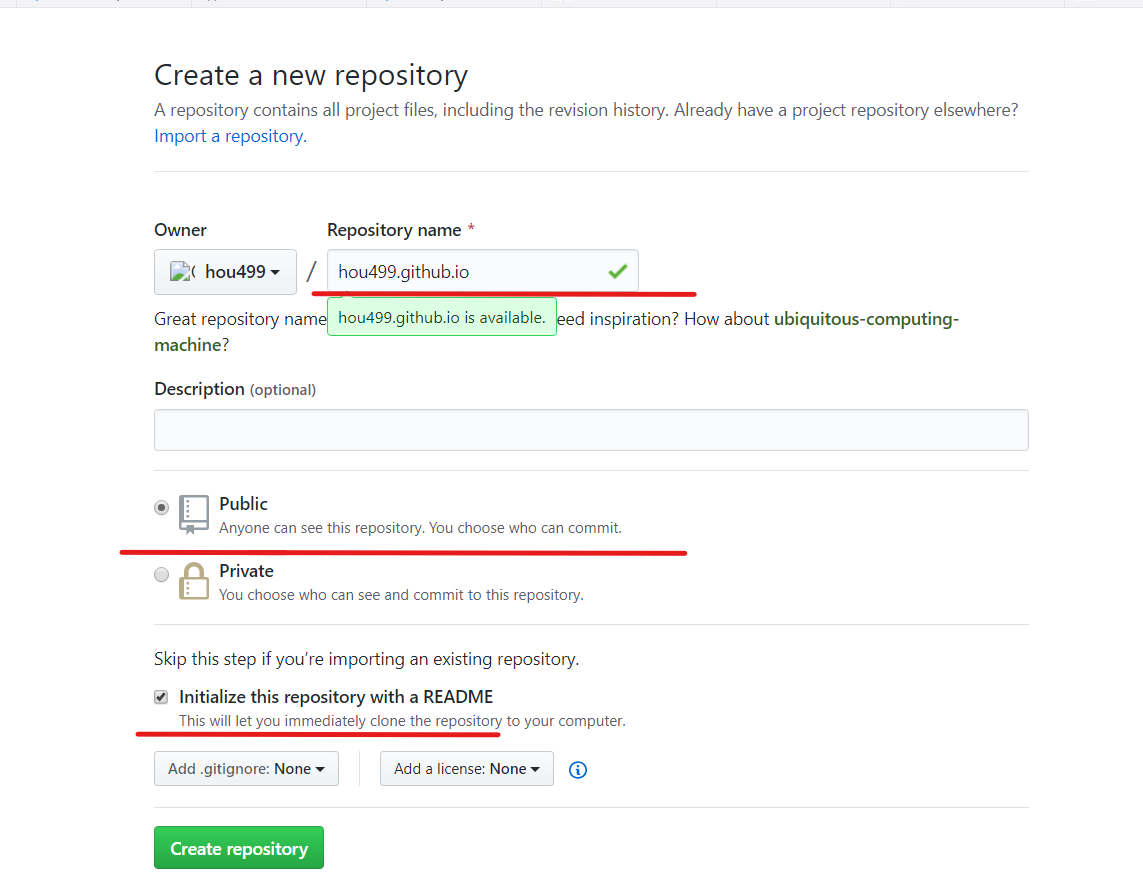 Create a new repository
A repository contains all project files, including the revision history. Already have a project repository elsewhere?
Import a repository.
Owner
Repository name *
hou499
/
hou499.github.io
Great repository name
hou499.github.io is available.
eed inspiration? How about ubiquitous-computing-
machine?
Description (optional)
Public
Anyone can see this repository. You choose who can commit.
Private
You choose who can see and commit to this repository.
Skip this step if you’re importing an existing repository.
Initialize this repository with a README
This will let you immediately clone the repository to your computer.
Add .gitignore: None
Add a license: None
Create repository